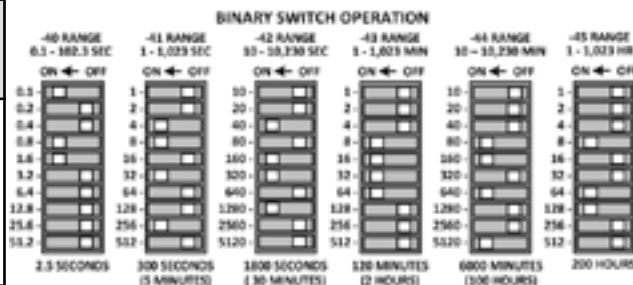 BINARY SWITCH OPERATION
-40 RANGE -41 RANGE -42 RANGE -43 RANGE -44 RANGE -45 RANGE
0.1 - 102.3 SEC 1 - 1,023 SEC 10 - 10,230 SEC 1 - 1,023 MIN 10 - 10,230 MIN 1 - 1,023 HR
ON ← OFF ON ← OFF ON ← OFF ON ← OFF ON ← OFF ON ← OFF
0.1 - 1 - 10 - 1 - 10 - 1 -
0.2 - 2 - 20 - 2 - 20 - 2 -
0.4 - 4 - 40 - 4 - 40 - 4 -
0.8 - 8 - 80 - 8 - 80 - 8 -
1.6 - 16 - 160 - 16 - 160 - 16 -
3.2 - 32 - 320 - 32 - 320 - 32 -
6.4 - 64 - 640 - 64 - 640 - 64 -
12.8 - 128 - 1280 - 128 - 1280 - 128 -
25.6 - 256 - 2560 - 256 - 2560 - 256 -
51.2 - 512 - 5120 - 512 - 5120 - 512 -
2.5 SECONDS 300 SECONDS 1800 SECONDS 120 MINUTES 6000 MINUTES 200 HOURS
(5 MINUTES) (30 MINUTES) (2 HOURS) (100 HOURS)